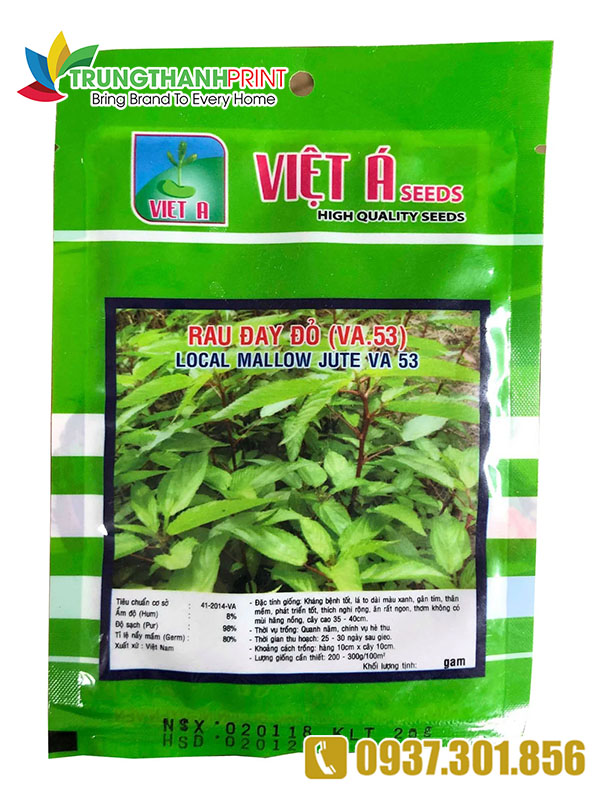 TRUNGTHANHPRINT
Bring Brand To Every Home
VIỆT Á
VIỆT Á SEEDS
HIGH QUALITY SEEDS
RAU ĐAY ĐỎ (VA.53)
LOCAL MALLOW JUTE VA 53
Tiêu chuẩn cơ sở : 41-2014-VA
Ẩm độ (Hum) : 8%
Độ sạch (Pur) : 98%
Tỉ lệ nẩy mầm (Germ) : 80%
Xuất xứ : Việt Nam
- Đặc tính giống: Kháng bệnh tốt, lá to dài màu xanh, gân tím, thân
mềm, phát triển tốt, thích nghi rộng, ăn rất ngon, thơm không có
mùi hăng nồng, cây cao 35 - 40cm.
- Thời vụ trồng: Quanh năm, chính vụ hè thu.
- Thời gian thu hoạch: 25 - 30 ngày sau gieo.
- Khoảng cách trồng: hàng 10cm x cây 10cm.
- Lượng giống cần thiết: 200 - 300g/100m²
Khối lượng tịnh: gam
NSX 020118 KLT 20g
HSD 02012
0937.301.856